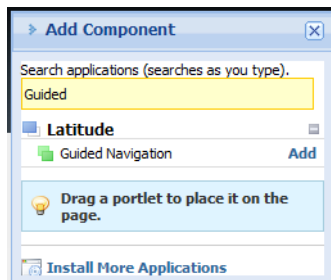 Add Component
Search applications (searches as you type).
Guided
Latitude
Guided Navigation Add
Drag a portlet to place it on the
page.
Install More Applications